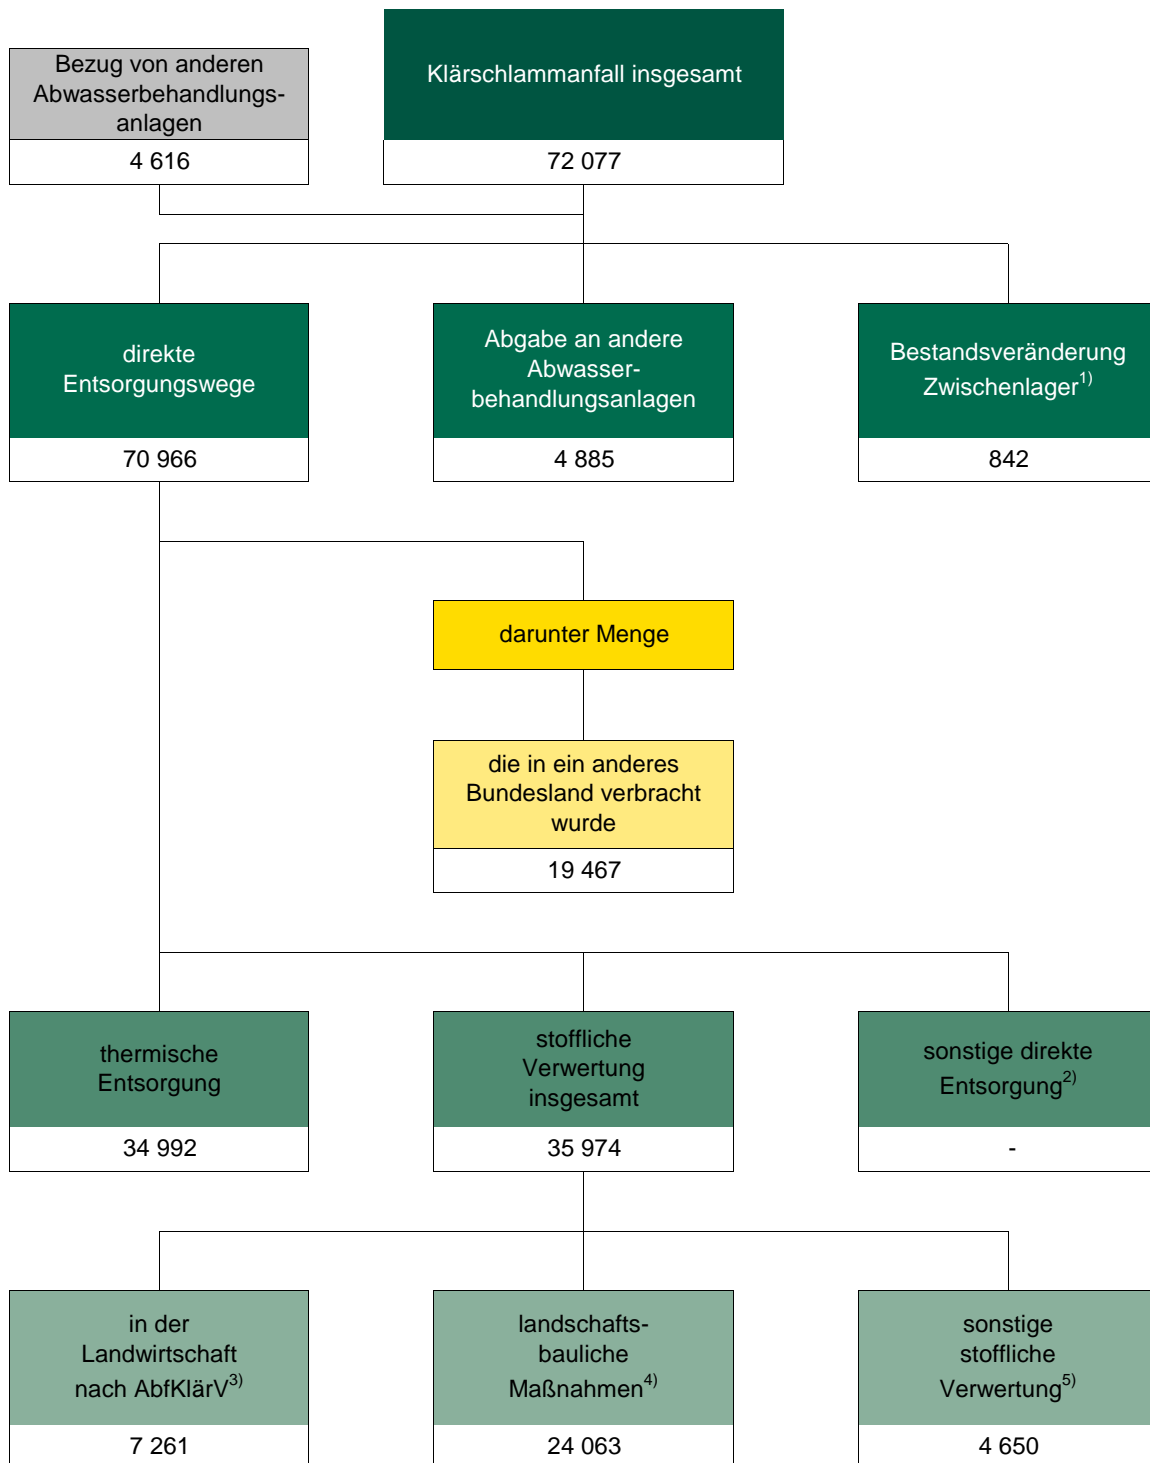 Bezug von anderen
Abwasserbehandlungs-
anlagen
4 616
Klärschlammanfall insgesamt
72 077
direkte
Entsorgungswege
70 966
Abgabe an andere
Abwasser-
behandlungsanlagen
4 885
Bestandsveränderung
Zwischenlager1)
842
darunter Menge
die in ein anderes
Bundesland verbracht
wurde
19 467
thermische
Entsorgung
34 992
stoffliche
Verwertung
insgesamt
35 974
sonstige direkte
Entsorgung2)
-
in der
Landwirtschaft
nach AbfKlärV3)
7 261
landschafts-
bauliche
Maßnahmen4)
24 063
sonstige
stoffliche
Verwertung5)
4 650